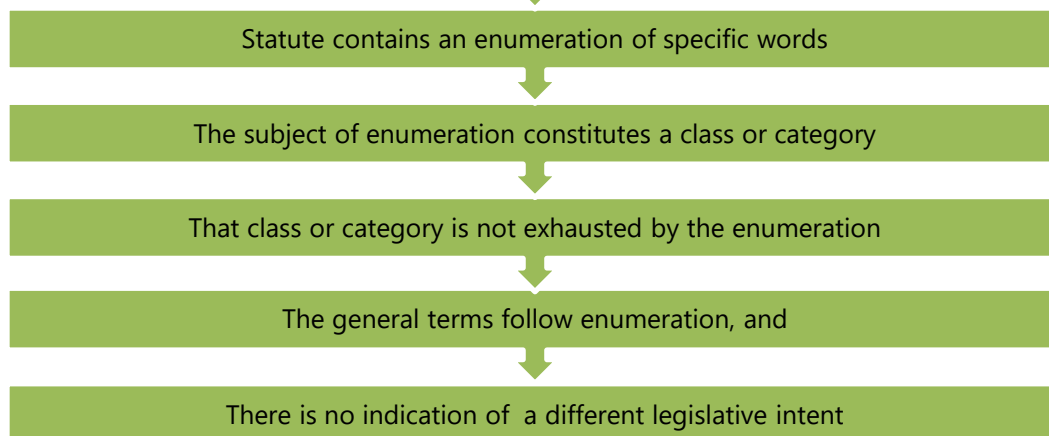 Statute contains an enumeration of specific words
The subject of enumeration constitutes a class or category
That class or category is not exhausted by the enumeration
The general terms follow enumeration, and
There is no indication of  a different legislative intent